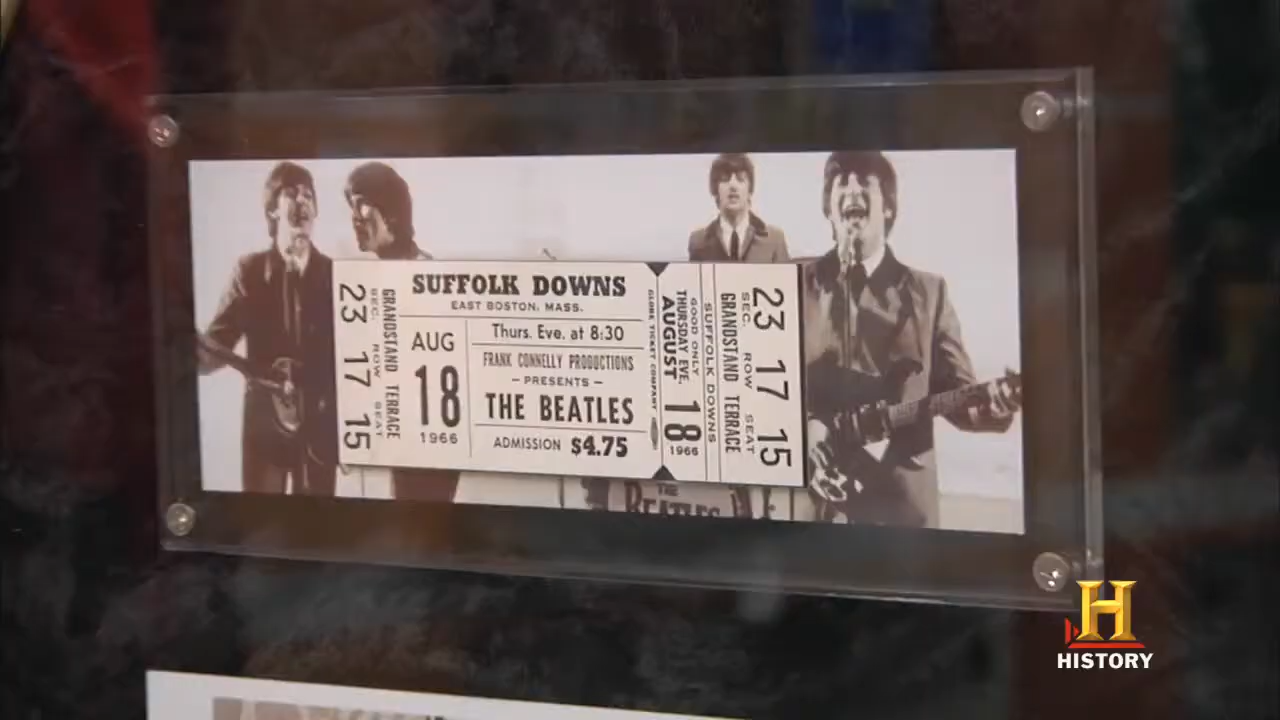 23 17 15
SEC. ROW SEAT
GRANDSTAND TERRACE
SUFFOLK DOWNS
EAST BOSTON, MASS.
AUG
18
1966
Thurs. Eve. at 8:30
FRANK CONNELLY PRODUCTIONS
— PRESENTS —
THE BEATLES
ADMISSION $4.75
GLOBE TICKET COMPANY
AUGUST 18
1966
THURSDAY EVE.
GOOD ONLY
SUFFOLK DOWNS
GRANDSTAND TERRACE
SEC. ROW SEAT
23 17 15
THE
BEATLES
H
HISTORY